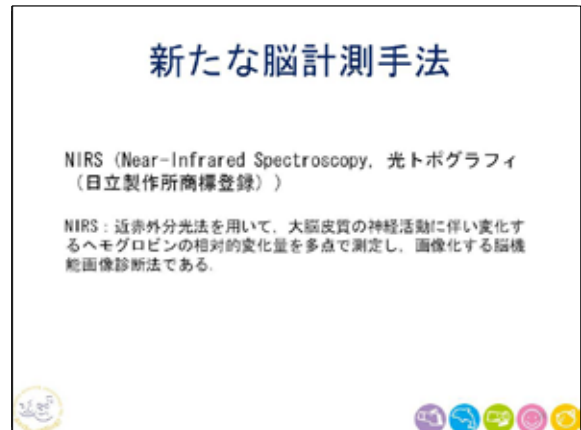 新たな脳計測手法
NIRS (Near-Infrared Spectroscopy, 光トポグラフィ
（日立製作所商標登録））
NIRS：近赤外分光法を用いて，大脳皮質の神経活動に伴い変化す
るヘモグロビンの相対的変化量を多点で測定し，画像化する脳機
能画像診断法である．